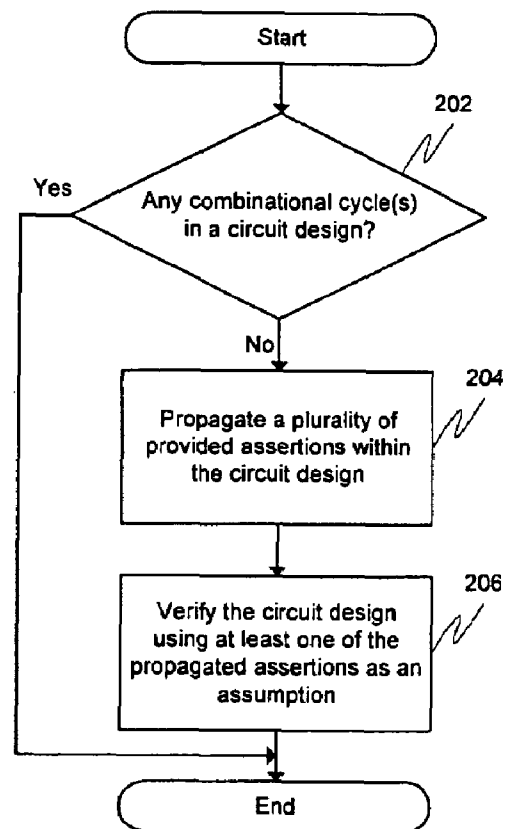 Start
202
Yes
Any combinational cycle(s)
in a circuit design?
No
204
Propagate a plurality of
provided assertions within
the circuit design
206
Verify the circuit design
using at least one of the
propagated assertions as an
assumption
End